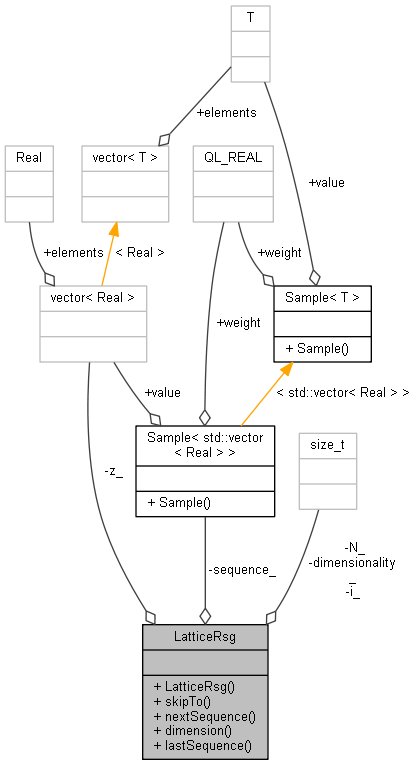 T
+elements
Real
vector< T >
QL_REAL
+value
+elements
< Real >
+weight
vector< Real >
Sample< T >
+ Sample()
+weight
+value
< std::vector< Real > >
Sample< std::vector
< Real > >
+ Sample()
size_t
-z_
-N_
-dimensionality
_
-i_
-sequence_
LatticeRsg
+ LatticeRsg()
+ skipTo()
+ nextSequence()
+ dimension()
+ lastSequence()